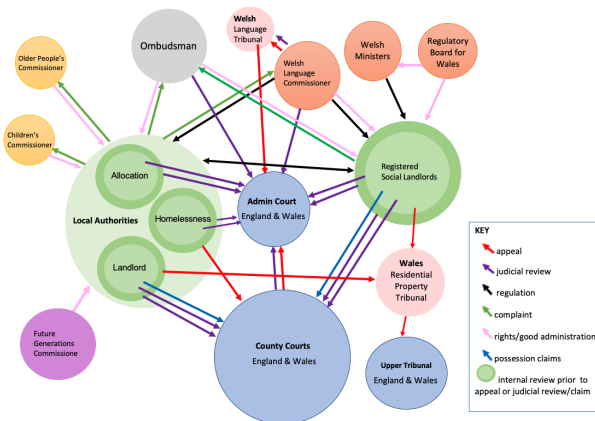 Older People's
Commissioner
Children's
Commissioner
Ombudsman
Welsh
Language
Tribunal
Welsh
Language
Commissioner
Welsh
Ministers
Regulatory
Board for
Wales
Allocation
Local Authorities
Homelessness
Landlord
Admin Court
England & Wales
Registered
Social Landlords
Wales
Residential
Property
Tribunal
Future
Generations
Commissione
County Courts
England & Wales
Upper Tribunal
England & Wales
KEY
appeal
judicial review
regulation
complaint
rights/good administration
possession claims
internal review prior to
appeal or judicial review/claim